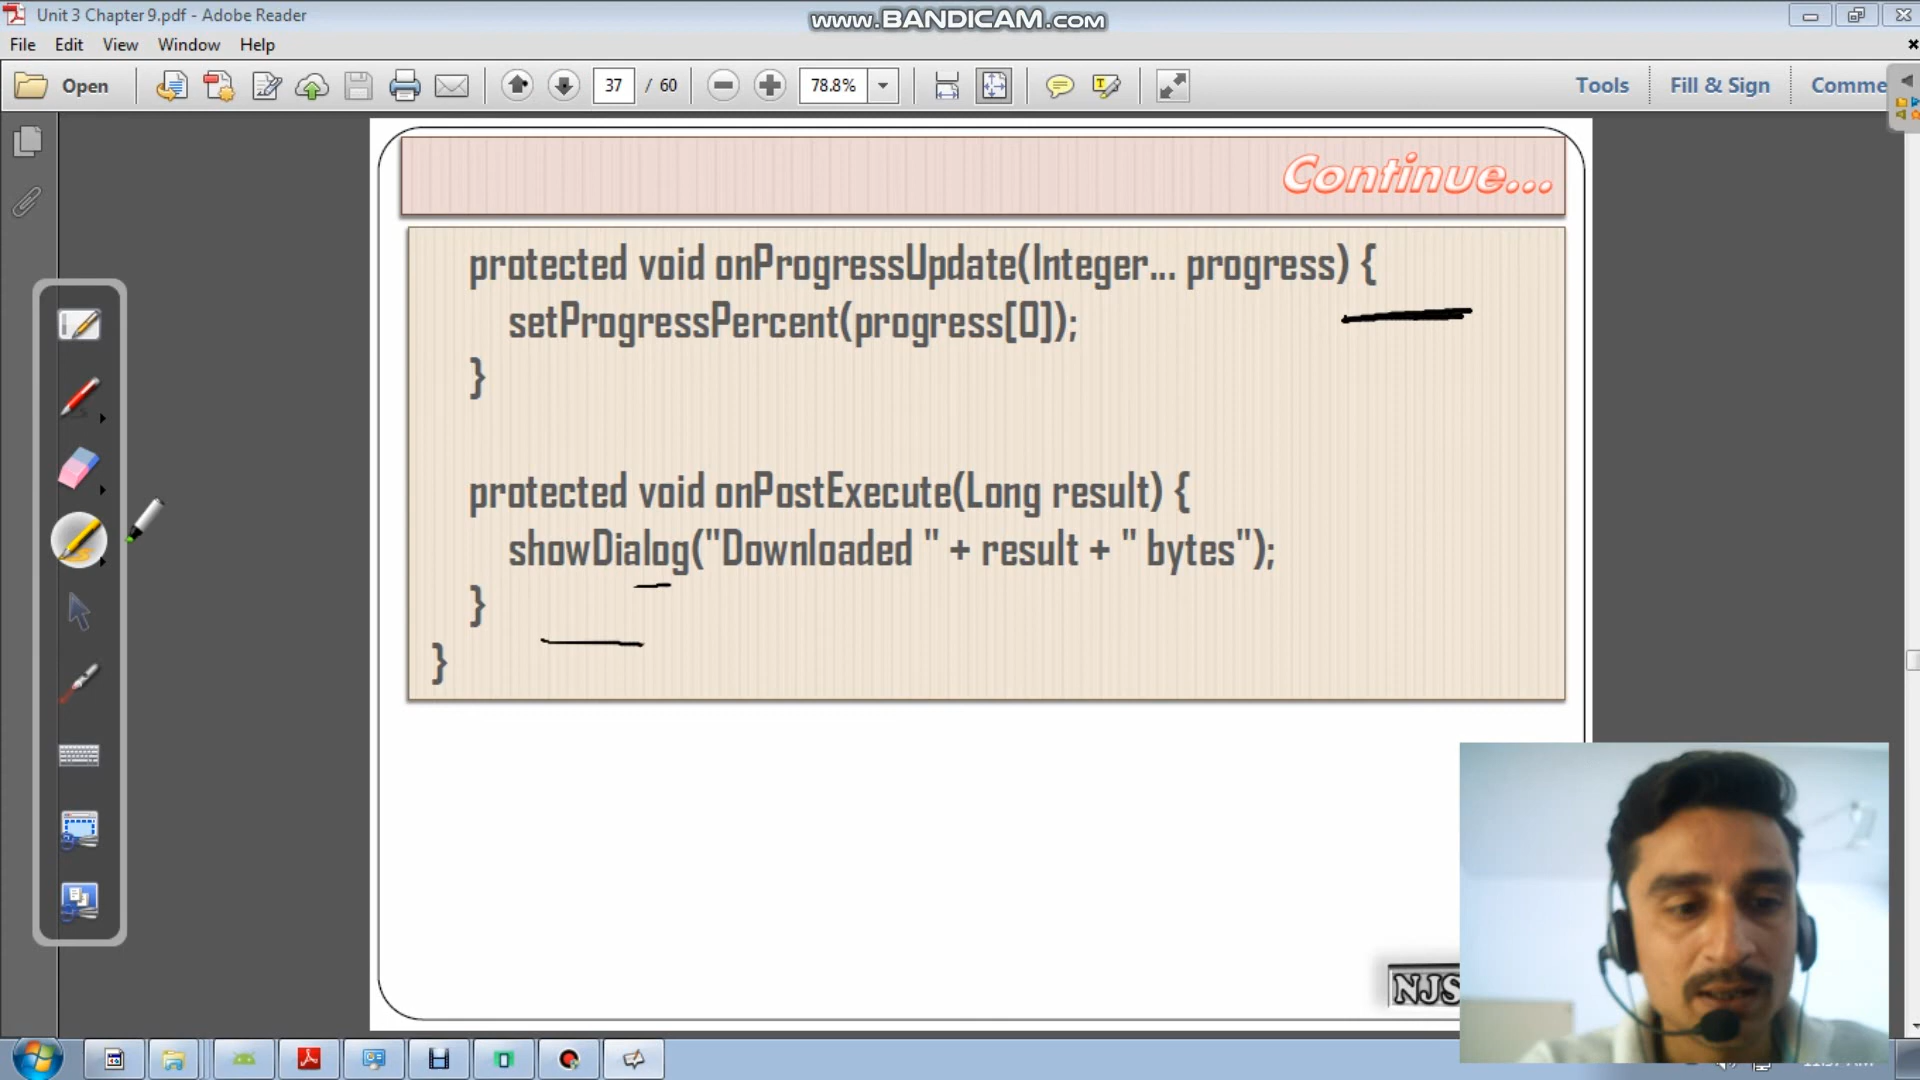 Unit 3 Chapter 9.pdf - Adobe Reader
www.BANDICAM.com
File Edit View Window Help
Open 37 / 60 78.8% Tools Fill & Sign Comme
Continue...
protected void onProgressUpdate(Integer... progress) {
setProgressPercent(progress[0]);
}
protected void onPostExecute(Long result) {
showDialog("Downloaded " + result + " bytes");
}
}
NJS